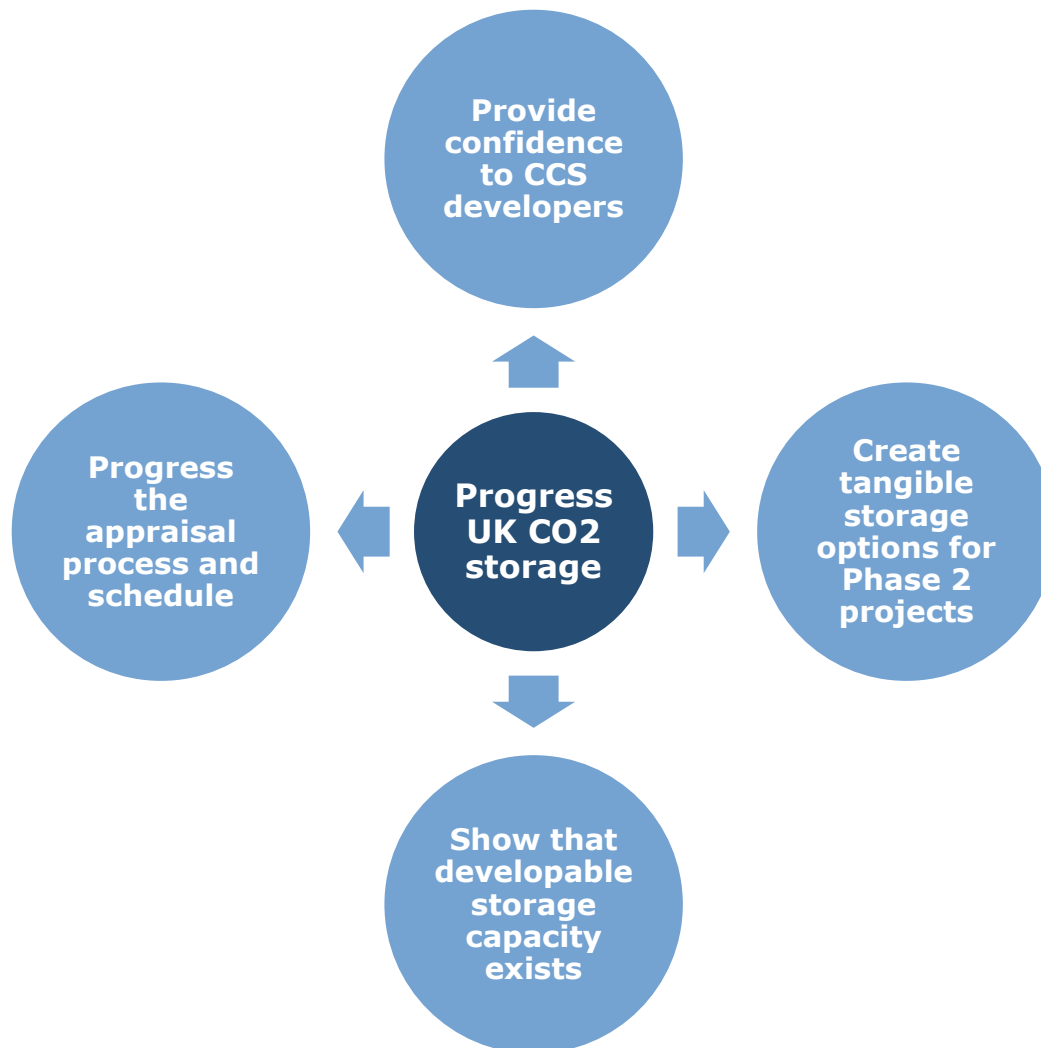 Provide
confidence
to CCS
developers
Progress
the
appraisal
process and
schedule
Progress
UK CO2
storage
Create
tangible
storage
options for
Phase 2
projects
Show that
developable
storage
capacity
exists